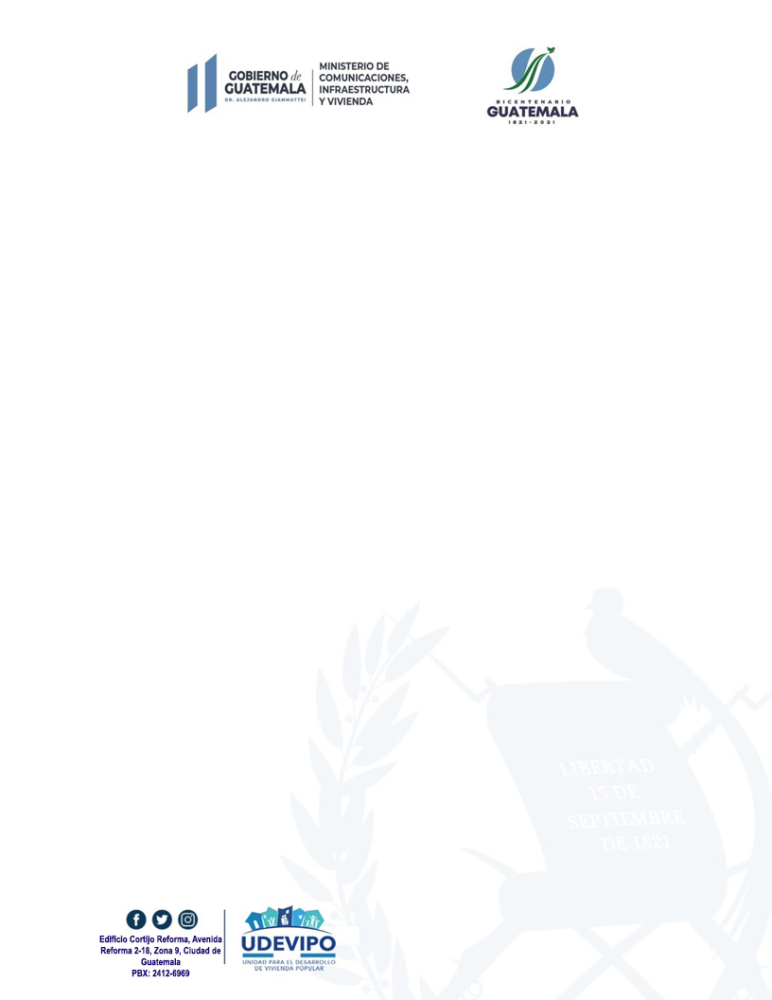 GOBIERNO de
GUATEMALA
DR. ALEJANDRO GIAMMATTEI
MINISTERIO DE
COMUNICACIONES,
INFRAESTRUCTURA
Y VIVIENDA
BICENTENARIO
GUATEMALA
1821-2021
LIBERTAD
15 DE
SEPTIEMBRE
DE 1821
Edificio Cortijo Reforma, Avenida
Reforma 2-18, Zona 9, Ciudad de
Guatemala
PBX: 2412-6969
UDEVIPO
UNIDAD PARA EL DESARROLLO
DE VIVIENDA POPULAR